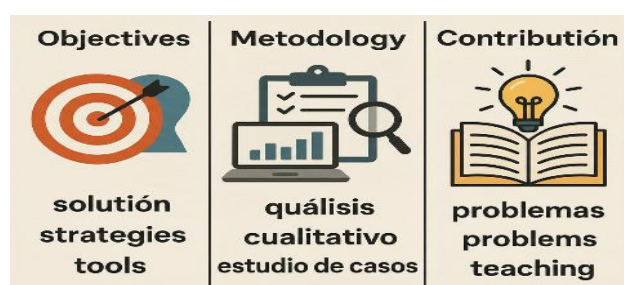 Objectives
solutión
strategies
tools
Metodology
quálisis
cualitativo
estudio de casos
Contributión
problemas
problems
teaching